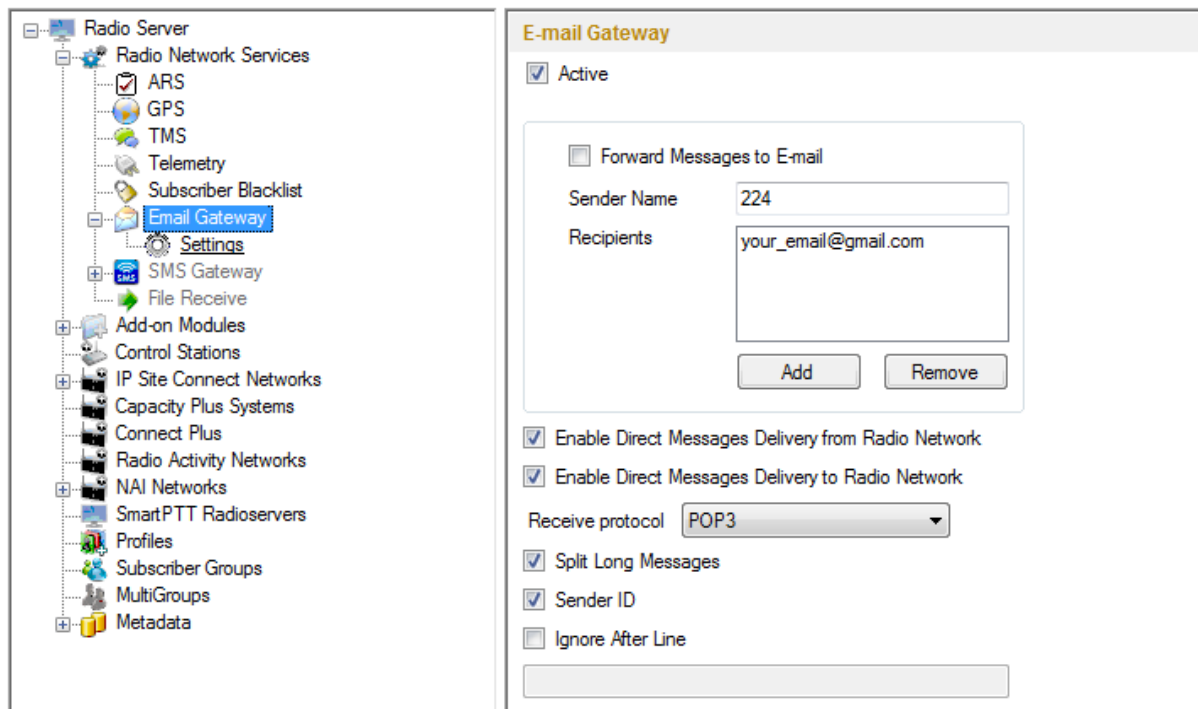 Radio Server
Radio Network Services
ARS
GPS
TMS
Telemetry
Subscriber Blacklist
Email Gateway
Settings
SMS
SMS Gateway
File Receive
Add-on Modules
Control Stations
IP Site Connect Networks
Capacity Plus Systems
Connect Plus
Radio Activity Networks
NAI Networks
SmartPTT Radioservers
Profiles
Subscriber Groups
MultiGroups
Metadata
E-mail Gateway
Active
Forward Messages to E-mail
Sender Name 224
Recipients your_email@gmail.com
Add Remove
Enable Direct Messages Delivery from Radio Network
Enable Direct Messages Delivery to Radio Network
Receive protocol POP3
Split Long Messages
Sender ID
Ignore After Line